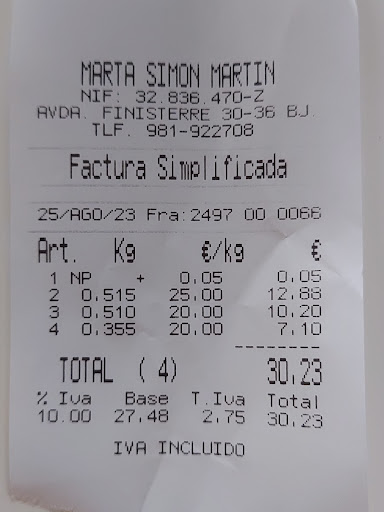 MARTA SIMON MARTIN
NIF: 32.836.470-Z
AVDA. FINISTERRE 30-36 BJ.
TLF. 981-922708
Factura Simplificada
25/AGO/23 Fra:2497 00 0066
Art. Kg €/kg €
1 NP + 0.05 0.05
2 0.515 25.00 12.88
3 0.510 20.00 10.20
4 0.355 20.00 7.10
--------
TOTAL (4) 30,23
% Iva Base T.Iva Total
10.00 27.48 2.75 30.23
IVA INCLUIDO